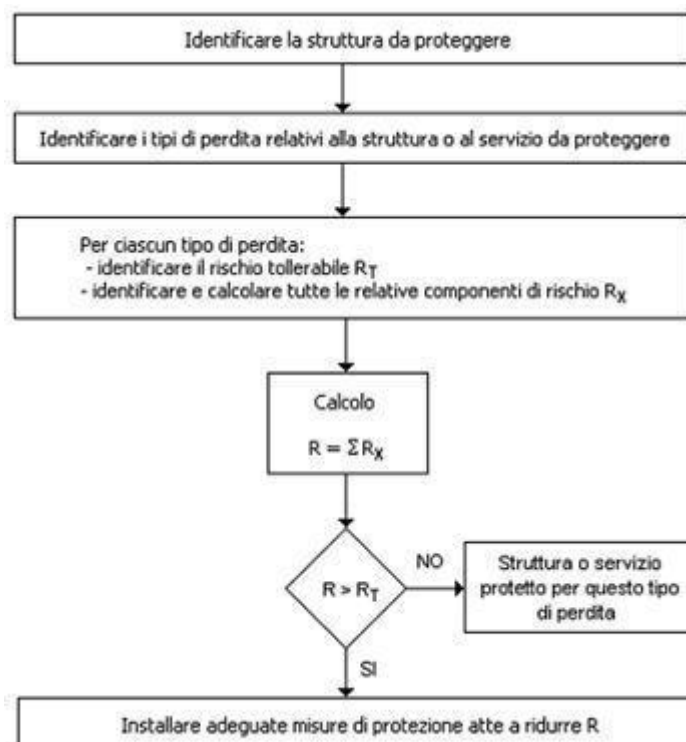 Identificare la struttura da proteggere
Identificare i tipi di perdita relativi alla struttura o al servizio da proteggere
Per ciascun tipo di perdita:
- identificare il rischio tollerabile RT
- identificare e calcolare tutte le relative componenti di rischio RX
Calcolo
R = ΣRX
R > RT
NO
Struttura o servizio
protetto per questo tipo
di perdita
SI
Installare adeguate misure di protezione atte a ridurre R